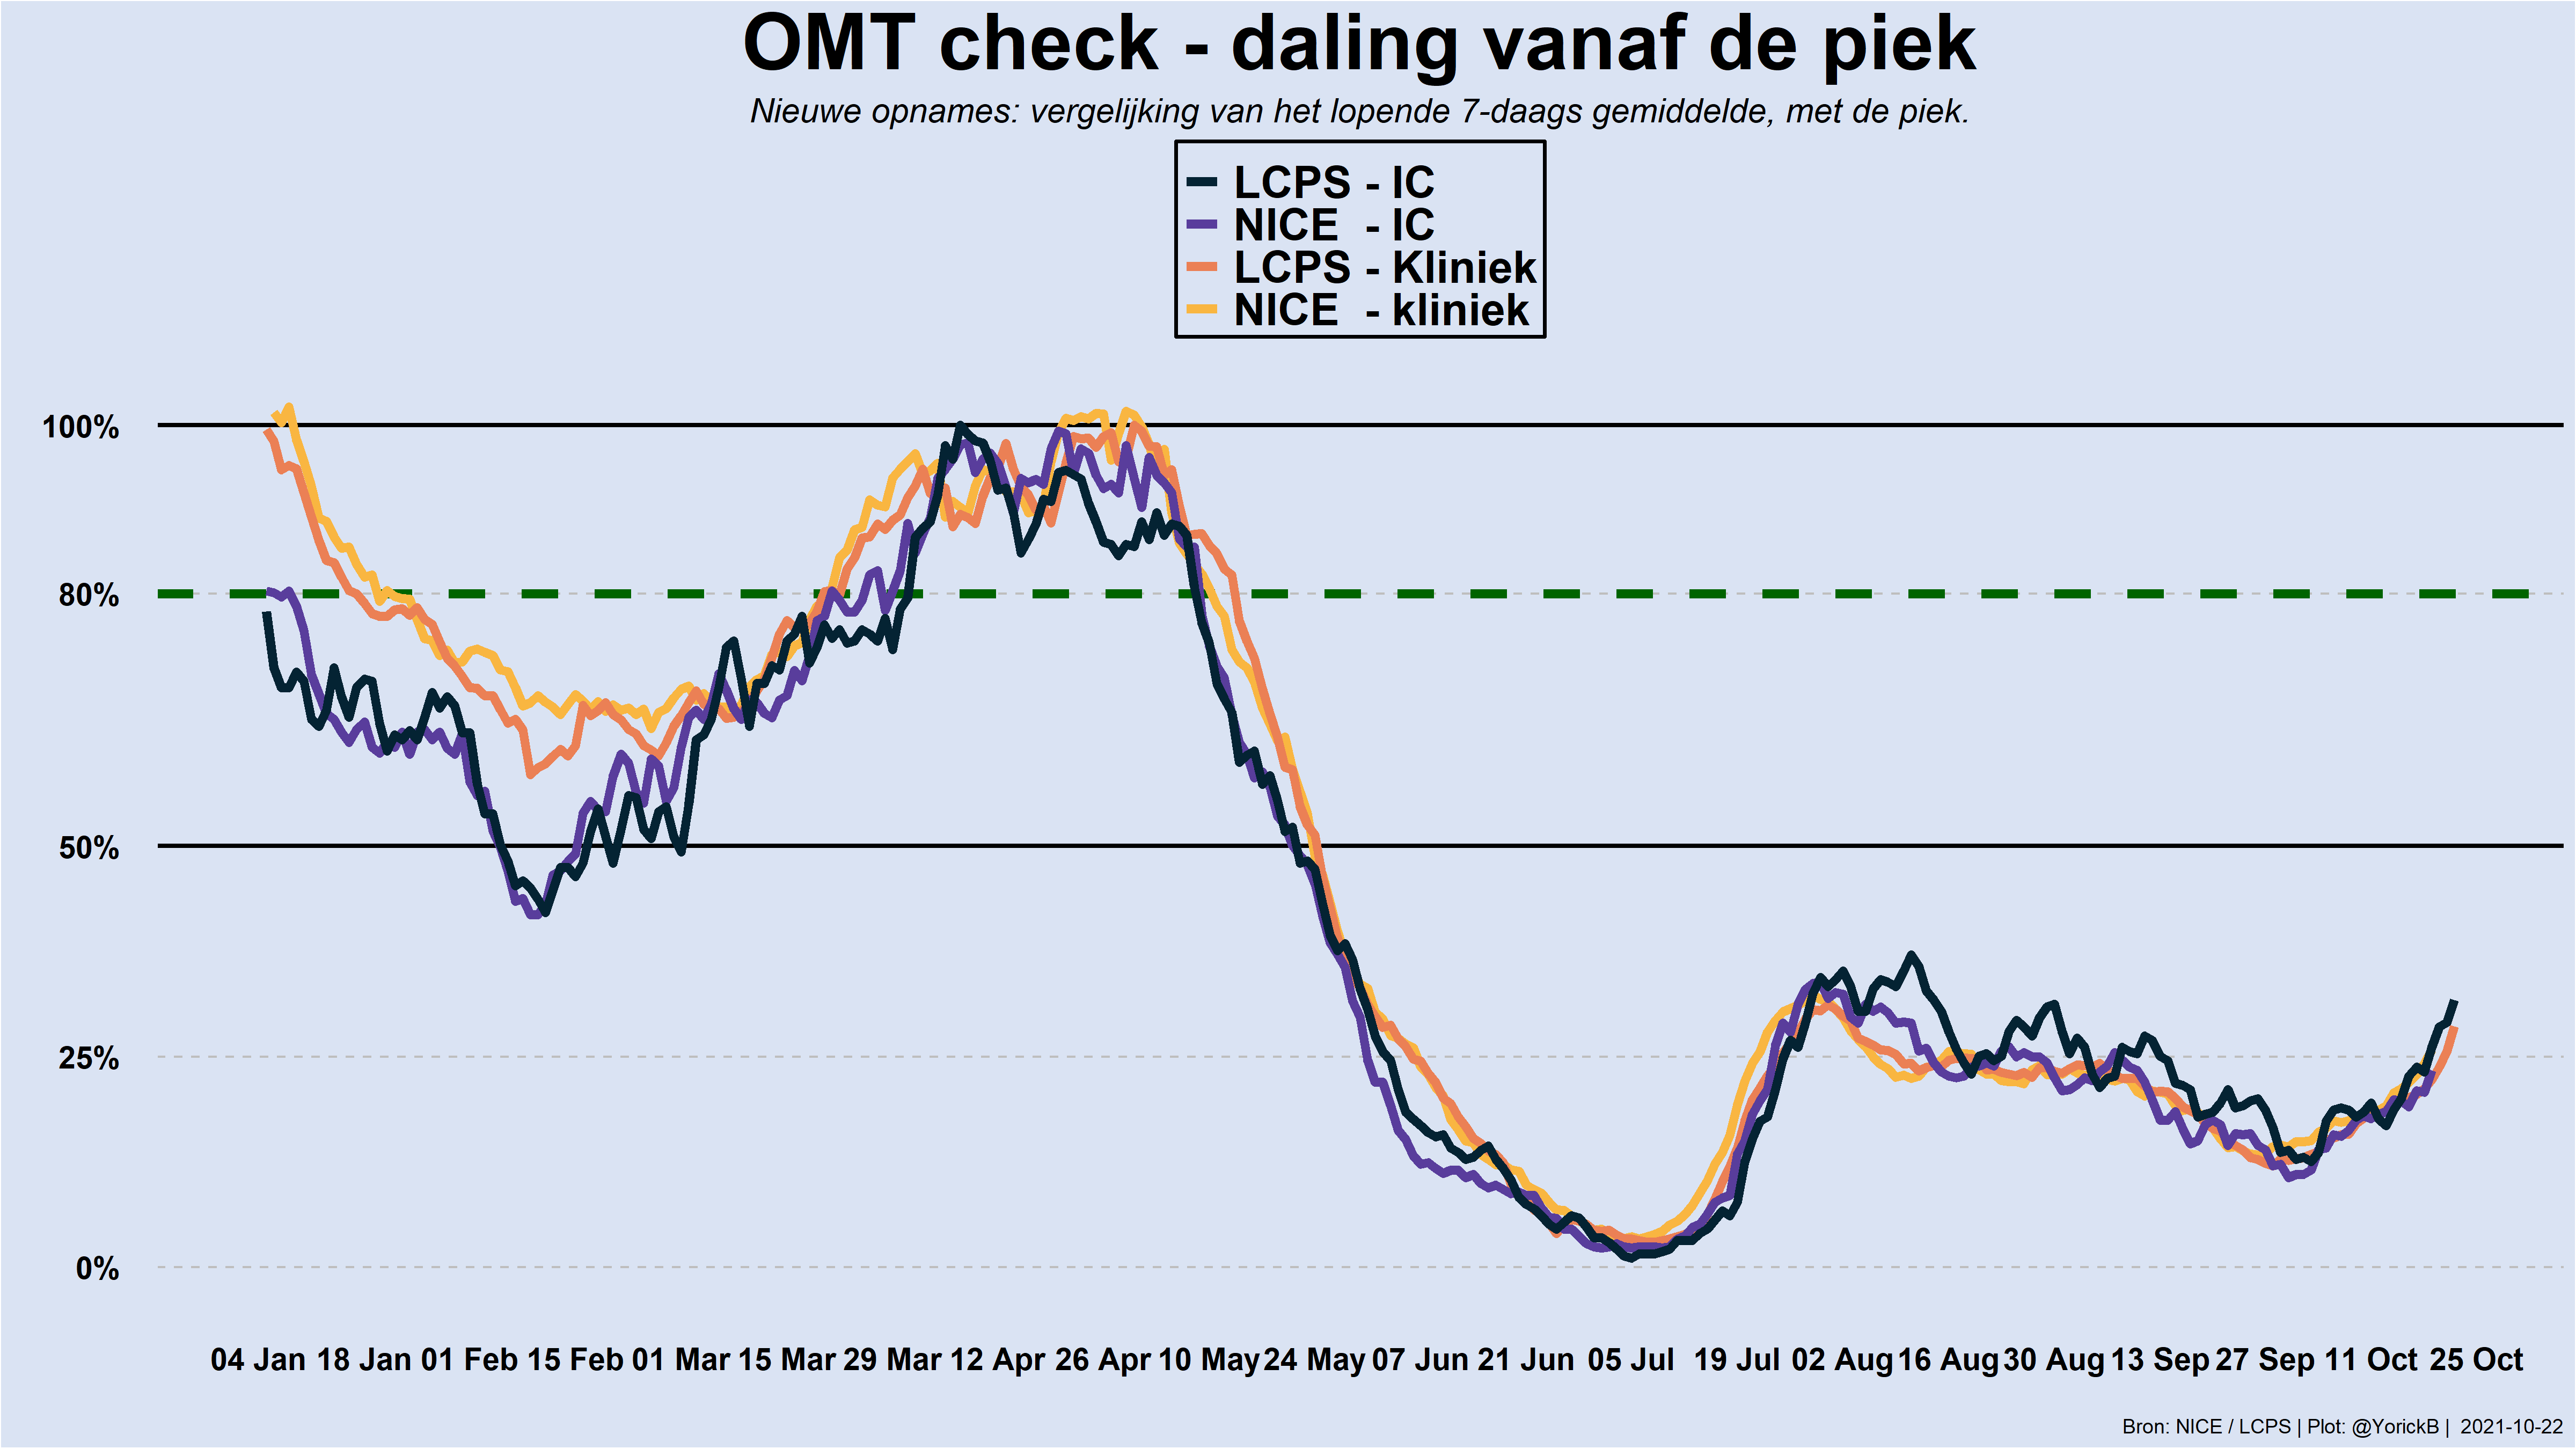 OMT check - daling vanaf de piek
Nieuwe opnames: vergelijking van het lopende 7-daags gemiddelde, met de piek.
LCPS - IC
NICE - IC
LCPS - Kliniek
NICE - kliniek
100%
80%
50%
25%
0%
04 Jan 18 Jan 01 Feb 15 Feb 01 Mar 15 Mar 29 Mar 12 Apr 26 Apr 10 May 24 May 07 Jun 21 Jun 05 Jul 19 Jul 02 Aug 16 Aug 30 Aug 13 Sep 27 Sep 11 Oct 25 Oct
Bron: NICE / LCPS | Plot: @YorickB | 2021-10-22